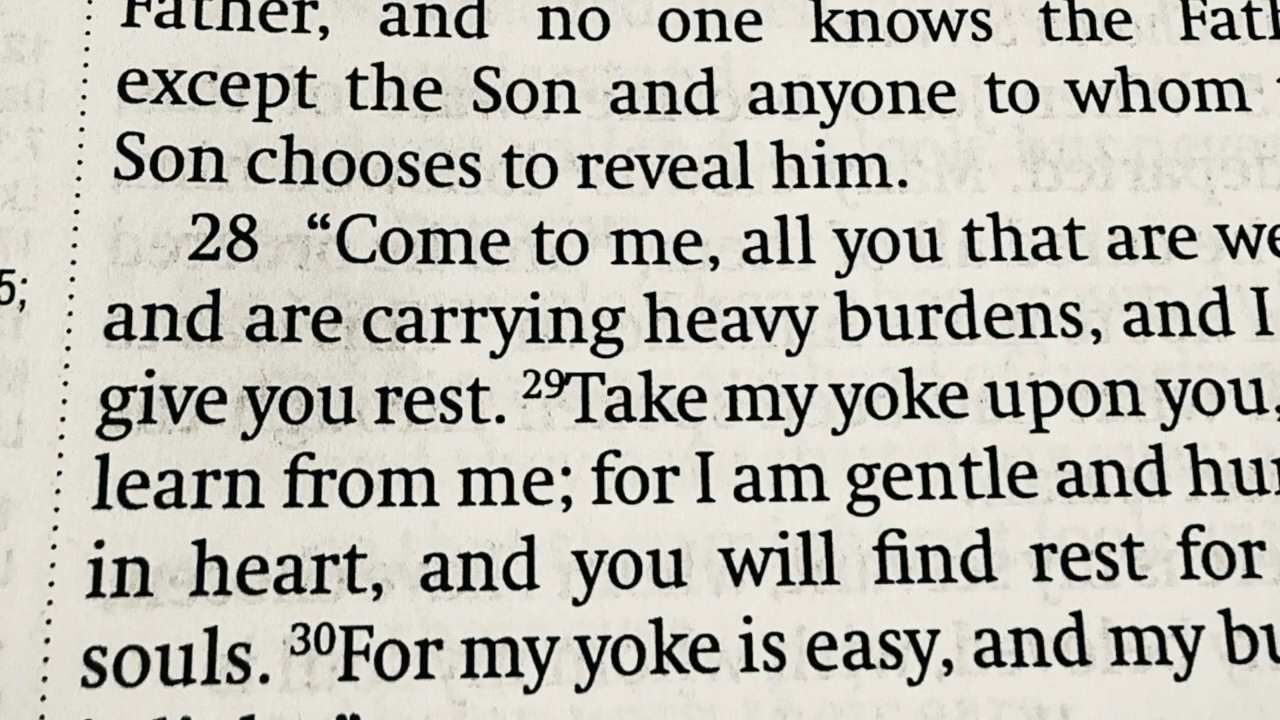 Father, and no one knows the
except the Son and anyone to whom
Son chooses to reveal him.
28 “Come to me, all you that are
5;
and are carrying heavy burdens, and I
give you rest. 29Take my yoke upon you,
learn from me; for I am gentle and
in heart, and you will find rest for
souls. 30For my yoke is easy, and my